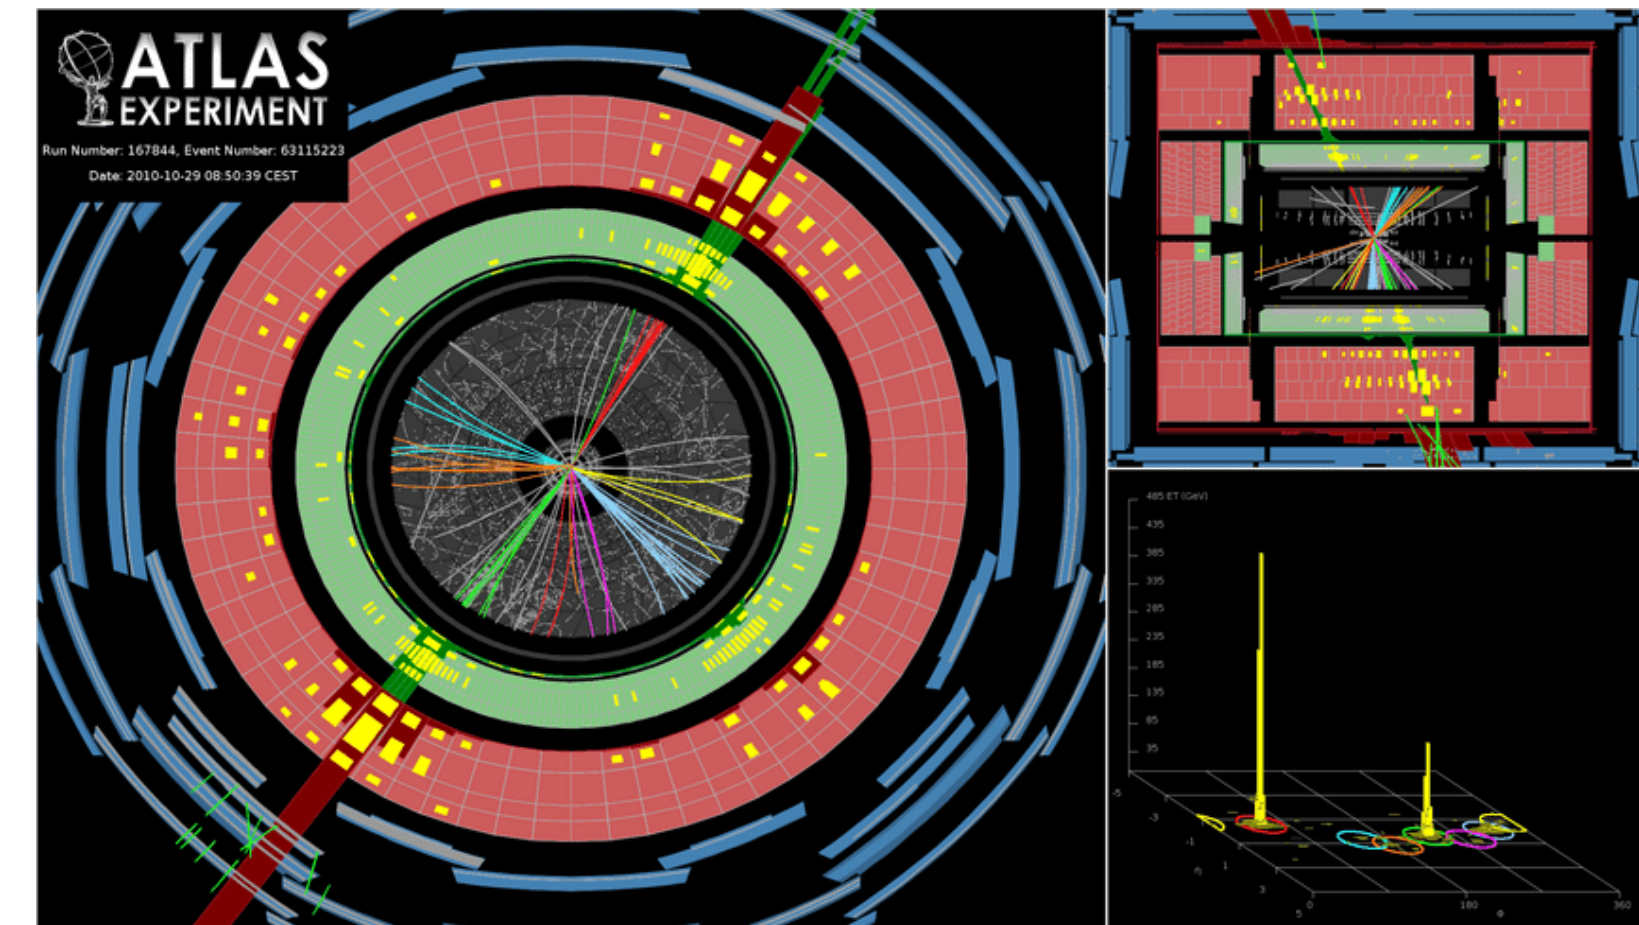 ATLAS
EXPERIMENT
Run Number: 167844, Event Number: 63115223
Date: 2010-10-29 08:50:39 CEST
485 ET (GeV)
435
385
335
285
235
185
135
85
35
-5
-3
-1
η
1
3
5
0
180
Φ
360